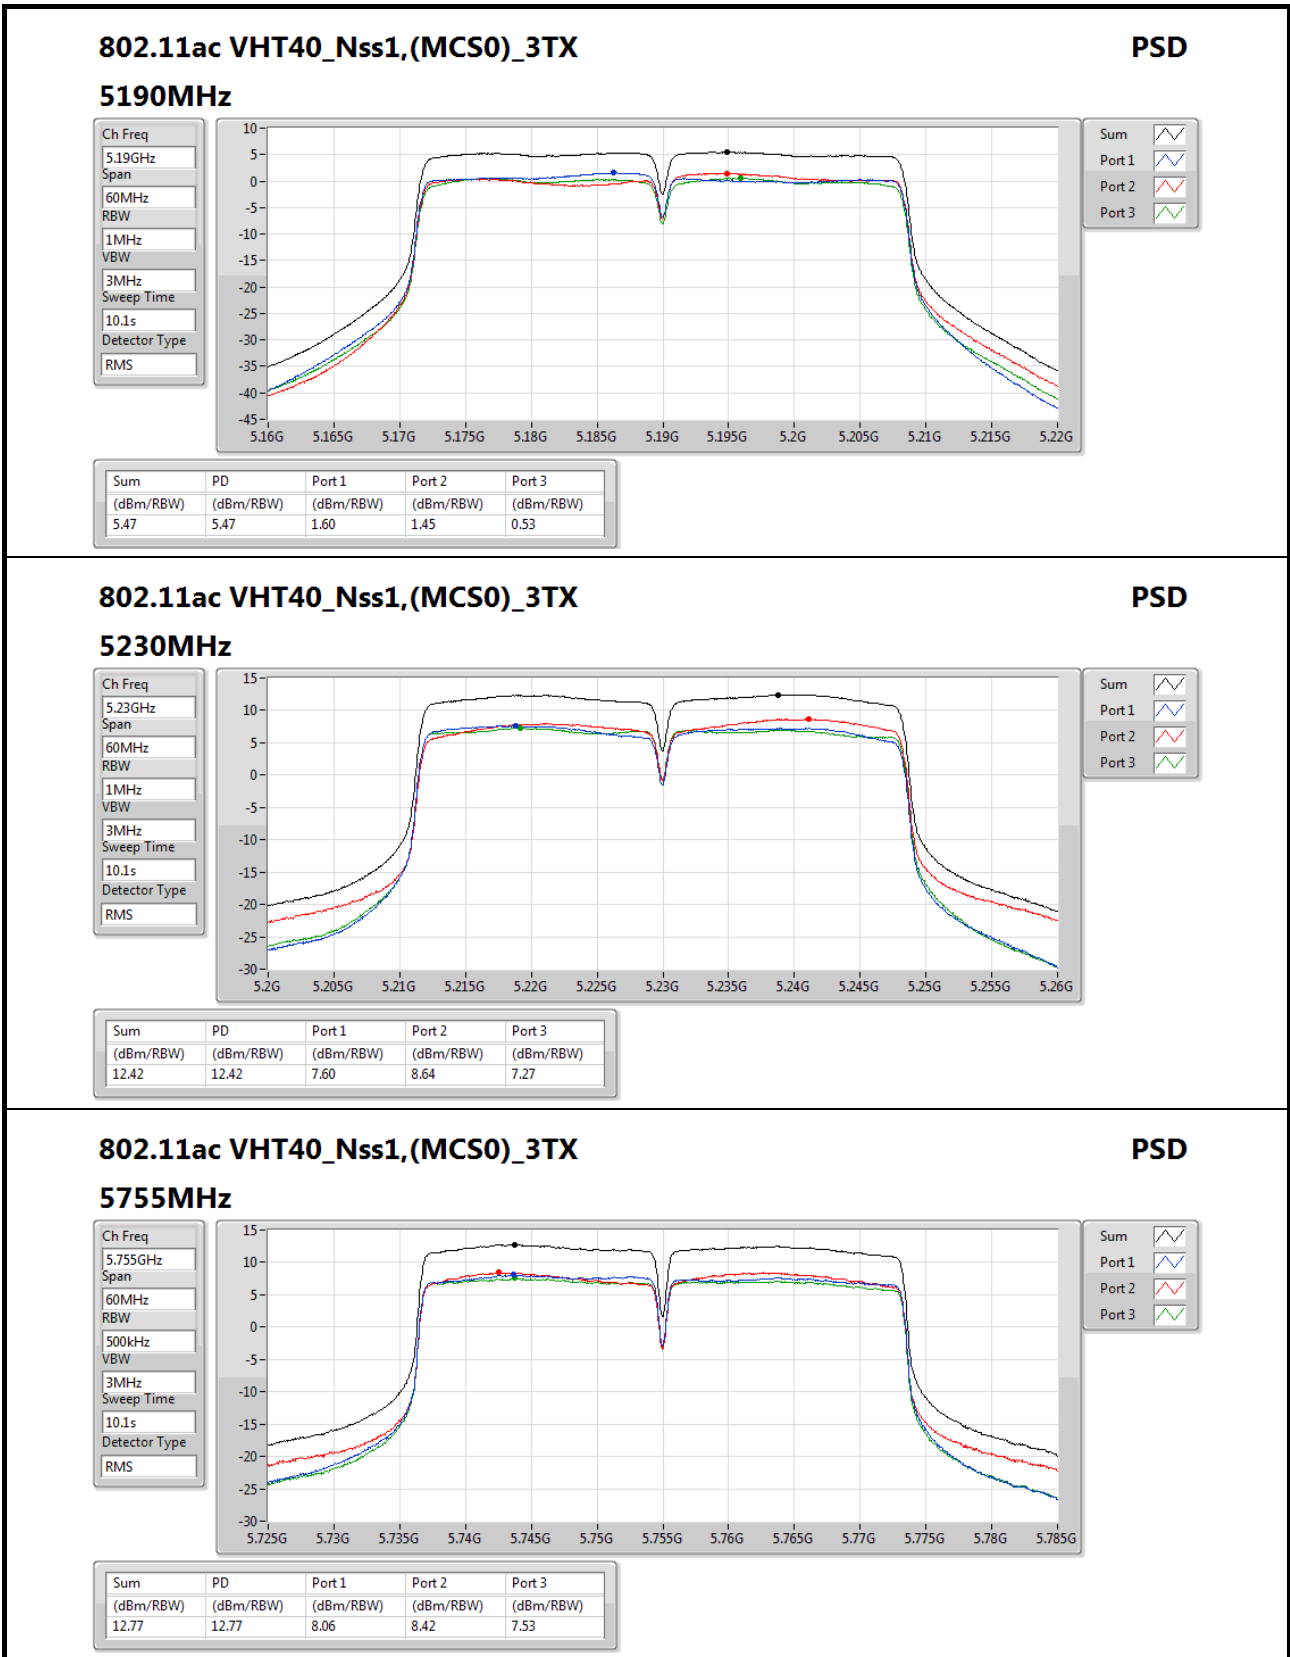 802.11ac VHT40_Nss1,(MCS0)_3TX PSD
5190MHz
Ch Freq
5.19GHz
Span
60MHz
RBW
1MHz
VBW
3MHz
Sweep Time
10.1s
Detector Type
RMS
10
5
0
-5
-10
-15
-20
-25
-30
-35
-40
-45
5.16G 5.165G 5.17G 5.175G 5.18G 5.185G 5.19G 5.195G 5.2G 5.205G 5.21G 5.215G 5.22G
Sum
Port 1
Port 2
Port 3
Sum PD Port 1 Port 2 Port 3
(dBm/RBW) (dBm/RBW) (dBm/RBW) (dBm/RBW) (dBm/RBW)
5.47 5.47 1.60 1.45 0.53
802.11ac VHT40_Nss1,(MCS0)_3TX PSD
5230MHz
Ch Freq
5.23GHz
Span
60MHz
RBW
1MHz
VBW
3MHz
Sweep Time
10.1s
Detector Type
RMS
15
10
5
0
-5
-10
-15
-20
-25
-30
5.2G 5.205G 5.21G 5.215G 5.22G 5.225G 5.23G 5.235G 5.24G 5.245G 5.25G 5.255G 5.26G
Sum
Port 1
Port 2
Port 3
Sum PD Port 1 Port 2 Port 3
(dBm/RBW) (dBm/RBW) (dBm/RBW) (dBm/RBW) (dBm/RBW)
12.42 12.42 7.60 8.64 7.27
802.11ac VHT40_Nss1,(MCS0)_3TX PSD
5755MHz
Ch Freq
5.755GHz
Span
60MHz
RBW
500kHz
VBW
3MHz
Sweep Time
10.1s
Detector Type
RMS
15
10
5
0
-5
-10
-15
-20
-25
-30
5.725G 5.73G 5.735G 5.74G 5.745G 5.75G 5.755G 5.76G 5.765G 5.77G 5.775G 5.78G 5.785G
Sum
Port 1
Port 2
Port 3
Sum PD Port 1 Port 2 Port 3
(dBm/RBW) (dBm/RBW) (dBm/RBW) (dBm/RBW) (dBm/RBW)
12.77 12.77 8.06 8.42 7.53